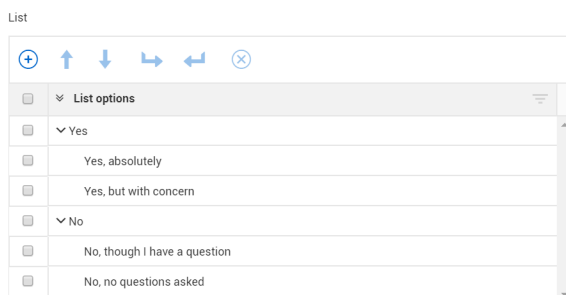 List
List options
Yes
Yes, absolutely
Yes, but with concern
No
No, though I have a question
No, no questions asked